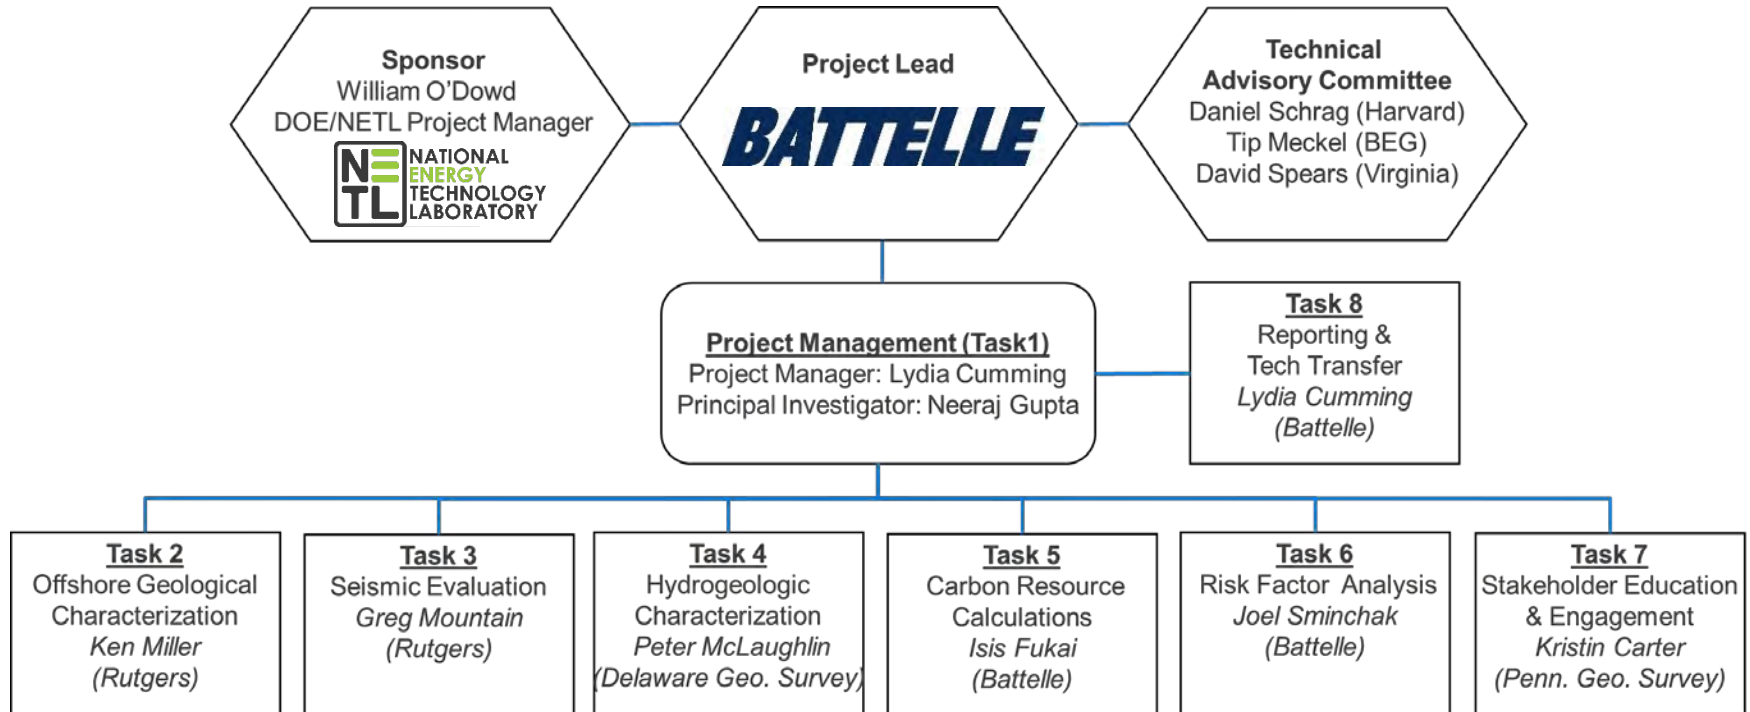 Sponsor
William O'Dowd
DOE/NETL Project Manager
NE
TL
NATIONAL
ENERGY
TECHNOLOGY
LABORATORY
Project Lead
BATTELLE
Technical
Advisory Committee
Daniel Schrag (Harvard)
Tip Meckel (BEG)
David Spears (Virginia)
Project Management (Task1)
Project Manager: Lydia Cumming
Principal Investigator: Neeraj Gupta
Task 8
Reporting &
Tech Transfer
Lydia Cumming
(Battelle)
Task 2
Offshore Geological
Characterization
Ken Miller
(Rutgers)
Task 3
Seismic Evaluation
Greg Mountain
(Rutgers)
Task 4
Hydrogeologic
Characterization
Peter McLaughlin
(Delaware Geo. Survey)
Task 5
Carbon Resource
Calculations
Isis Fukai
(Battelle)
Task 6
Risk Factor Analysis
Joel Sminchak
(Battelle)
Task 7
Stakeholder Education
& Engagement
Kristin Carter
(Penn. Geo. Survey)